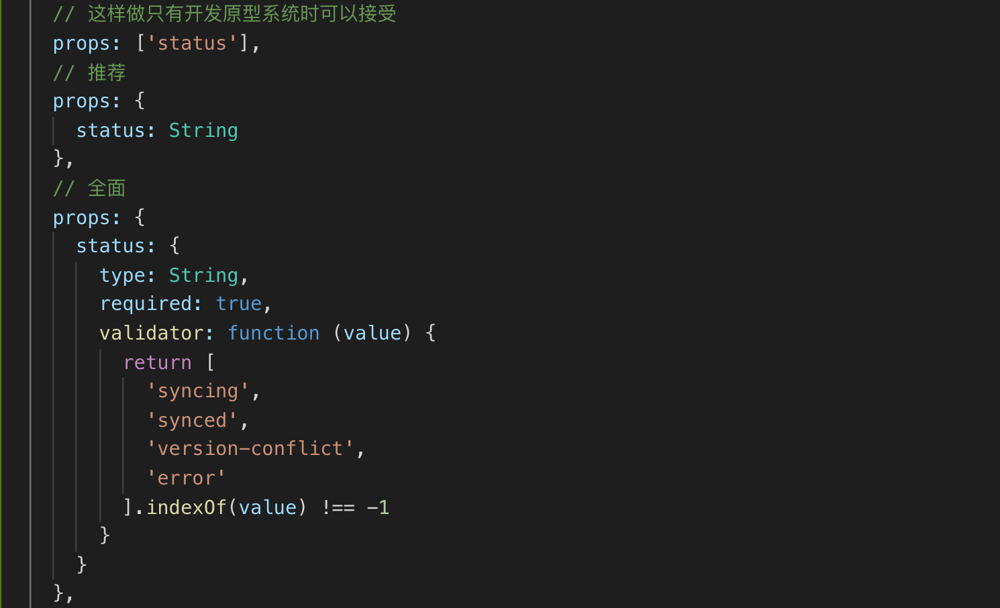 // 这样做只有开发原型系统时可以接受
props: ['status'],
// 推荐
props: {
  status: String
},
// 全面
props: {
  status: {
    type: String,
    required: true,
    validator: function (value) {
      return [
        'syncing',
        'synced',
        'version-conflict',
        'error'
      ].indexOf(value) !== -1
    }
  }
},